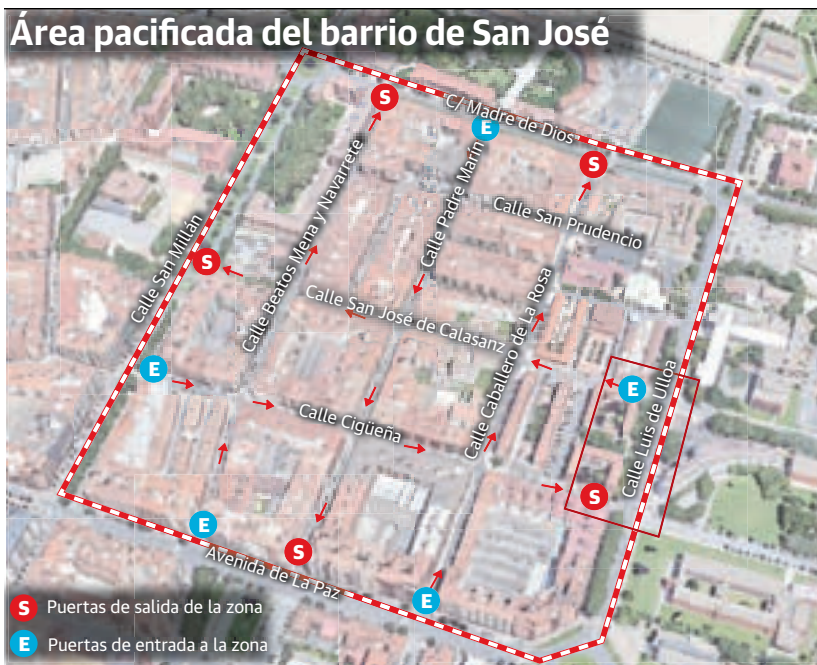 Área pacificada del barrio de San José
S
C/ Madre de Dios
E
S
Calle Beatos Mena y Navarrete
Calle Padre Marín
Calle San Prudencio
Calle San Millán
S
Calle San José de Calasanz
Calle Caballero de La Rosa
E
E
Calle Cigüeña
Calle Luis de Ulloa
S
E
S
Avenida de La Paz
E
S Puertas de salida de la zona
E Puertas de entrada a la zona